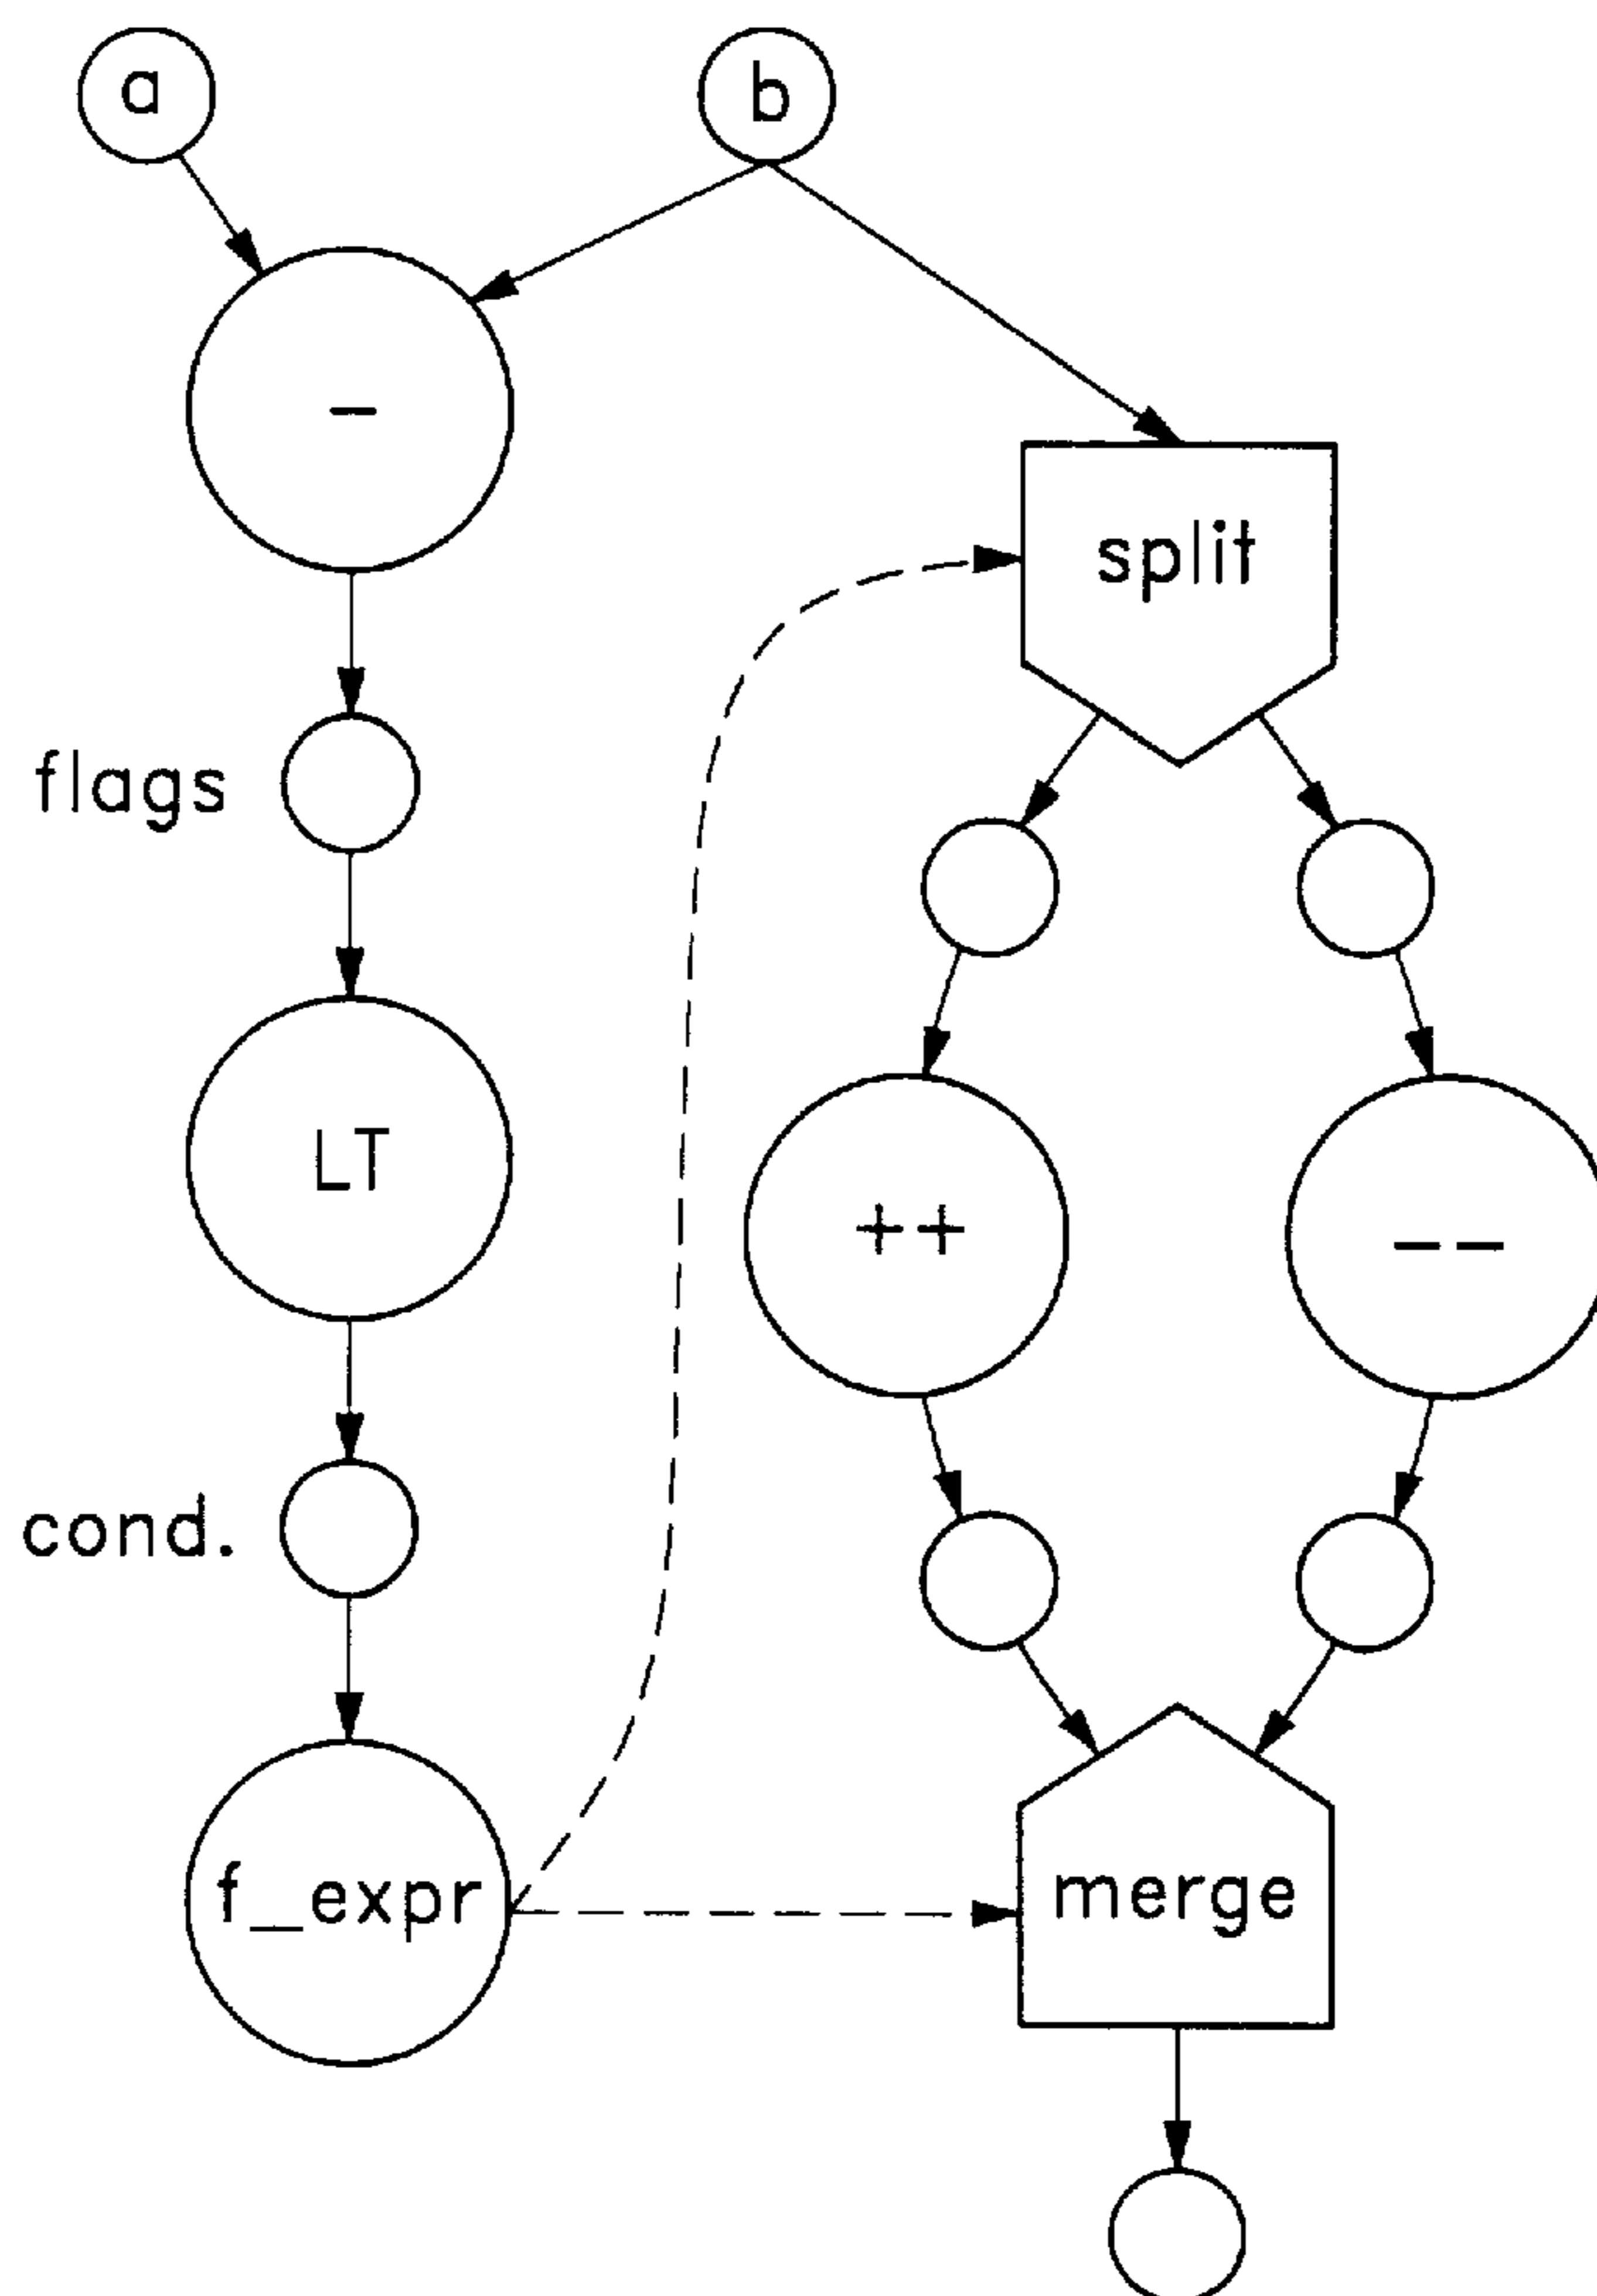 a
b
-
split
flags
LT
++
--
cond.
f_expr
merge